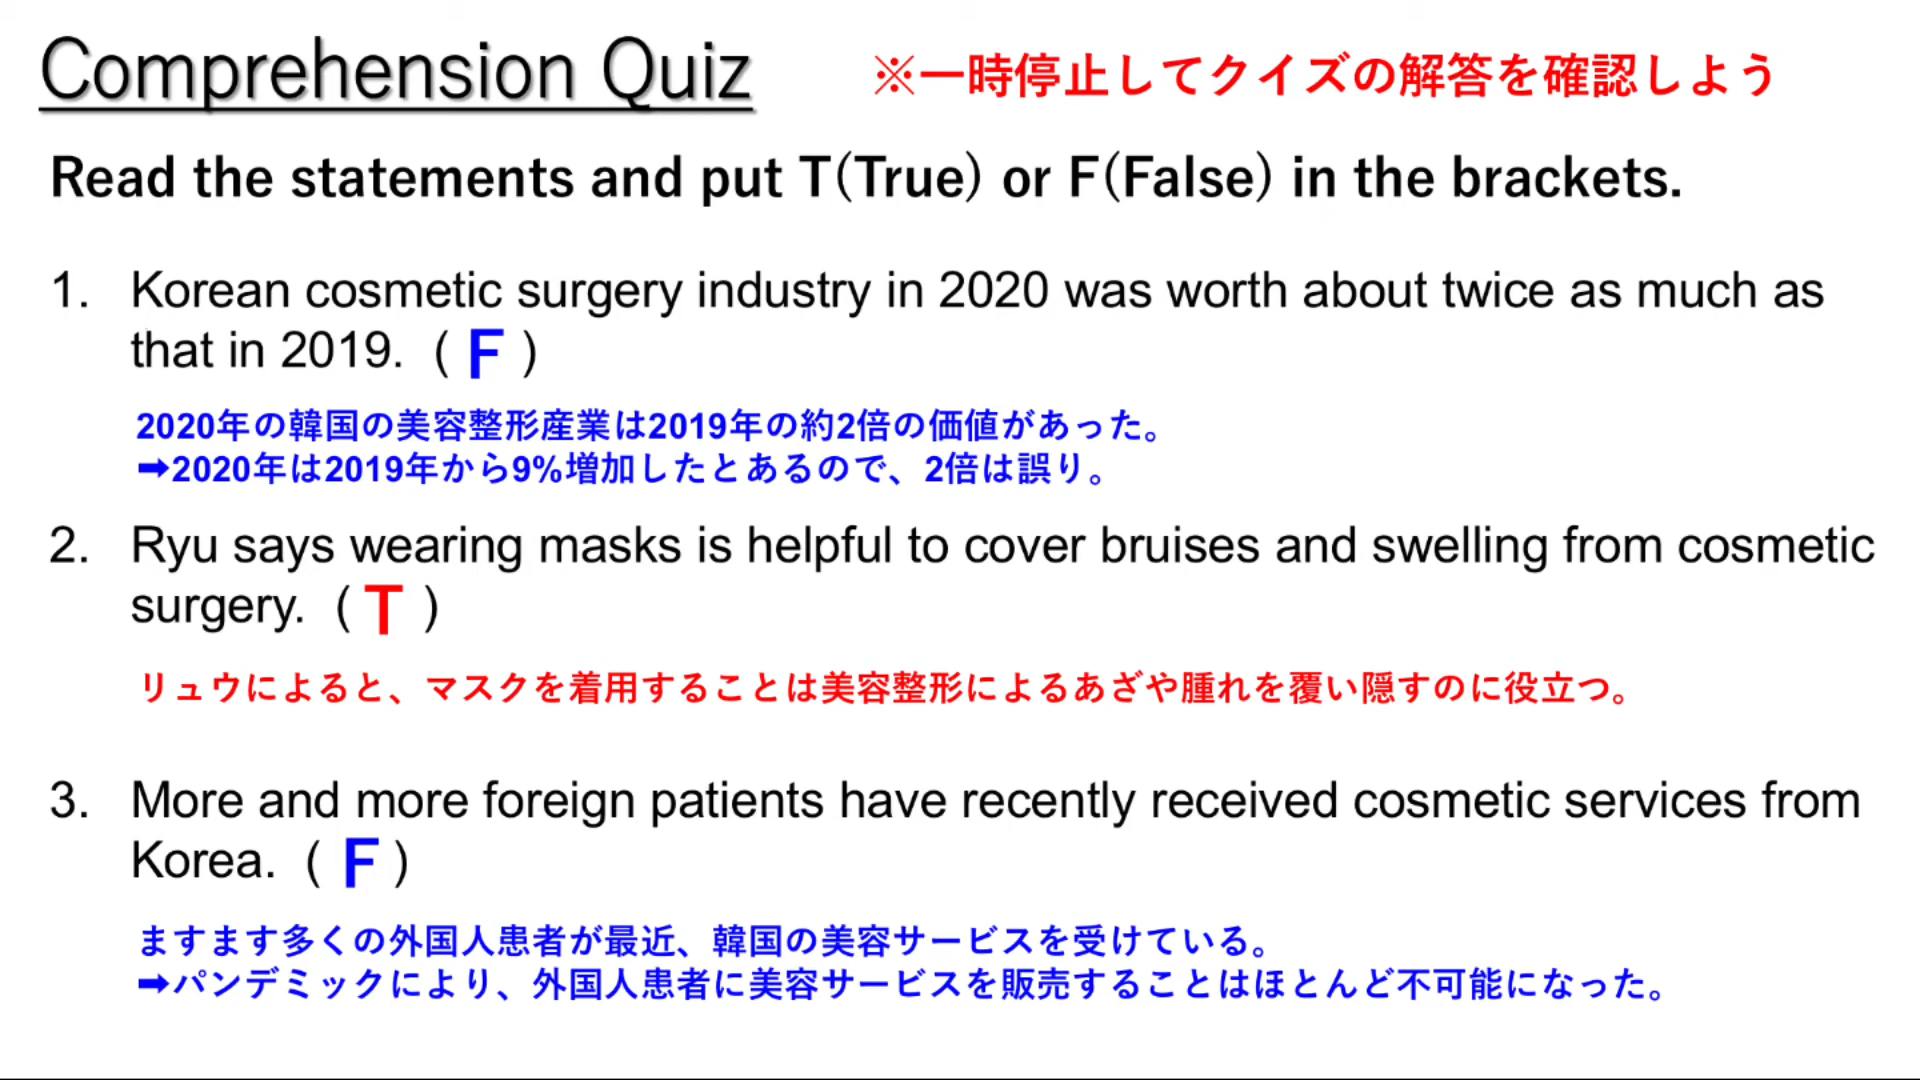 Comprehension Quiz
※一時停止してクイズの解答を確認しよう
Read the statements and put T(True) or F(False) in the brackets.
1. Korean cosmetic surgery industry in 2020 was worth about twice as much as
that in 2019. ( F )
2020年の韓国の美容整形産業は2019年の約2倍の価値があった。
➡2020年は2019年から9%増加したとあるので、2倍は誤り。
2. Ryu says wearing masks is helpful to cover bruises and swelling from cosmetic
surgery. ( T )
リュウによると、マスクを着用することは美容整形によるあざや腫れを覆い隠すのに役立つ。
3. More and more foreign patients have recently received cosmetic services from
Korea. ( F )
ますます多くの外国人患者が最近、韓国の美容サービスを受けている。
➡パンデミックにより、外国人患者に美容サービスを販売することはほとんど不可能になった。